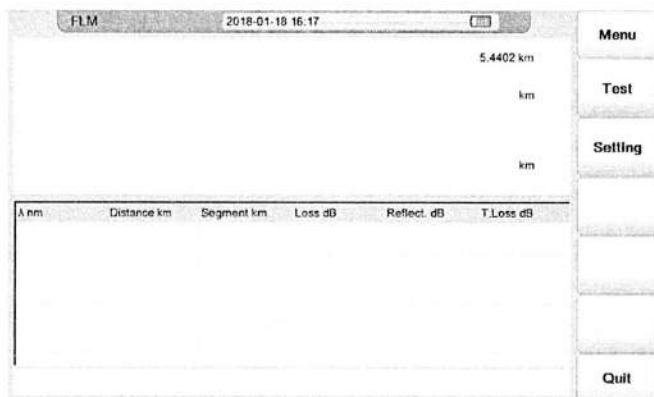 FLM 2018-01-18 16:17
Menu
5.4402 km
Test
km
Setting
km
λ nm Distance km Segment km Loss dB Reflect. dB T.Loss dB
Quit